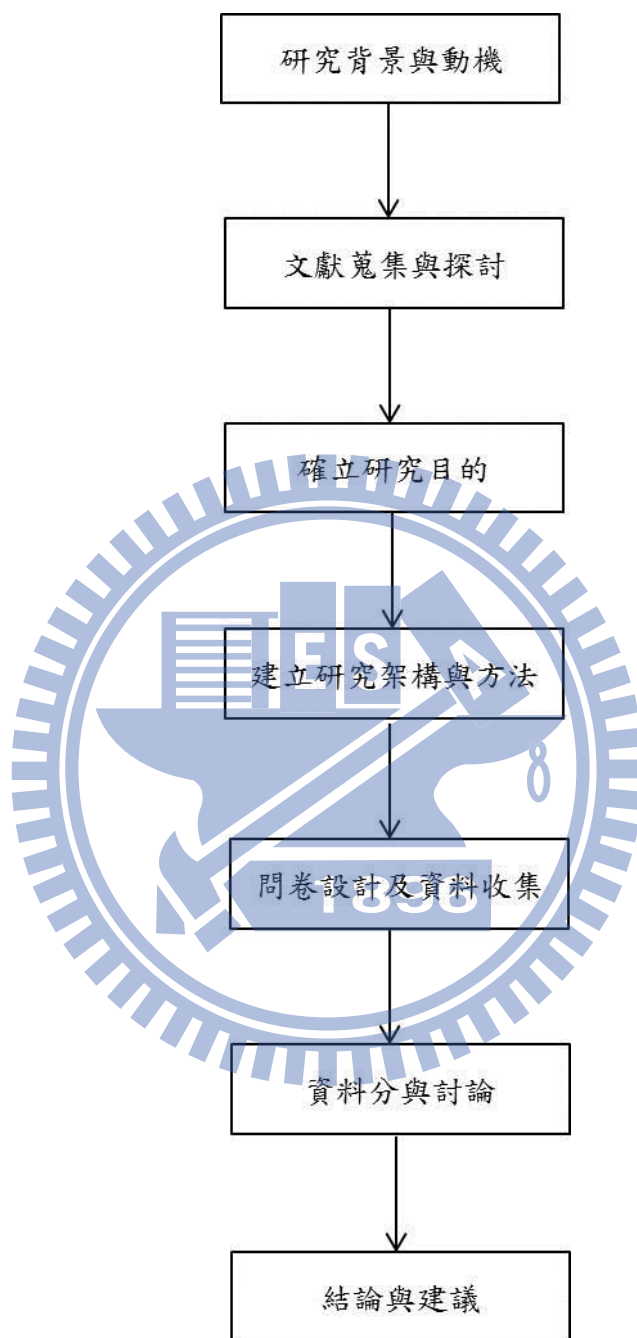 研究背景與動機
文獻蒐集與探討
確立研究目的
E S A
建立研究架構與方法
8
問卷設計及資料收集
1896
資料分與討論
結論與建議